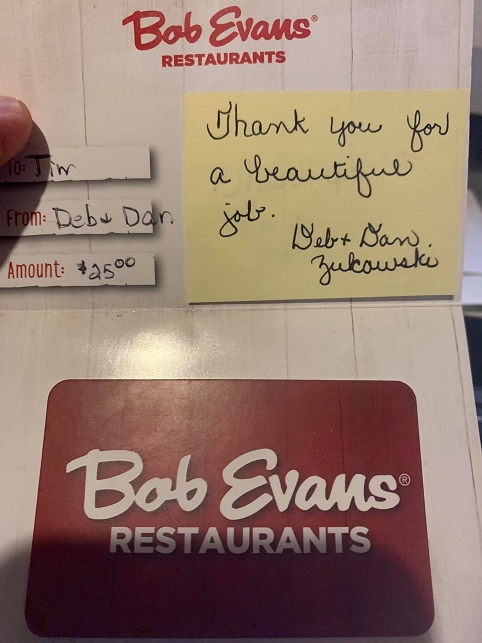 Bob Evans®
RESTAURANTS
To: Tim
From: Deb + Dan.
Amount: $25⁰⁰
Thank you for
a beautiful
job.
Deb + Dan.
Zukowski
Bob Evans®
RESTAURANTS